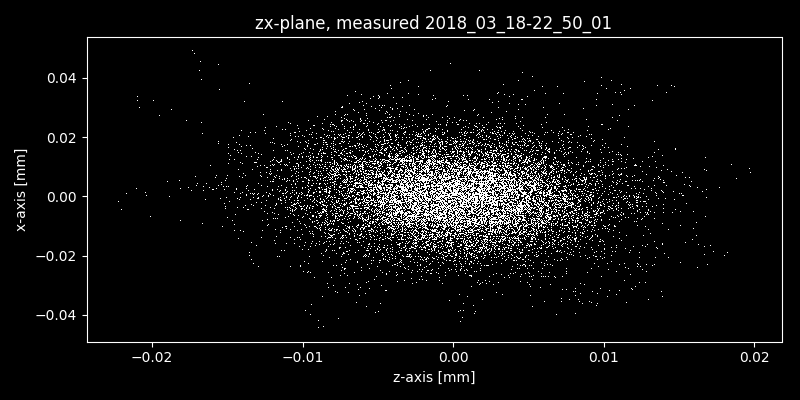 zx-plane, measured 2018_03_18-22_50_01
0.04
0.02
0.00
−0.02
−0.04
x-axis [mm]
−0.02 −0.01 0.00 0.01 0.02
z-axis [mm]